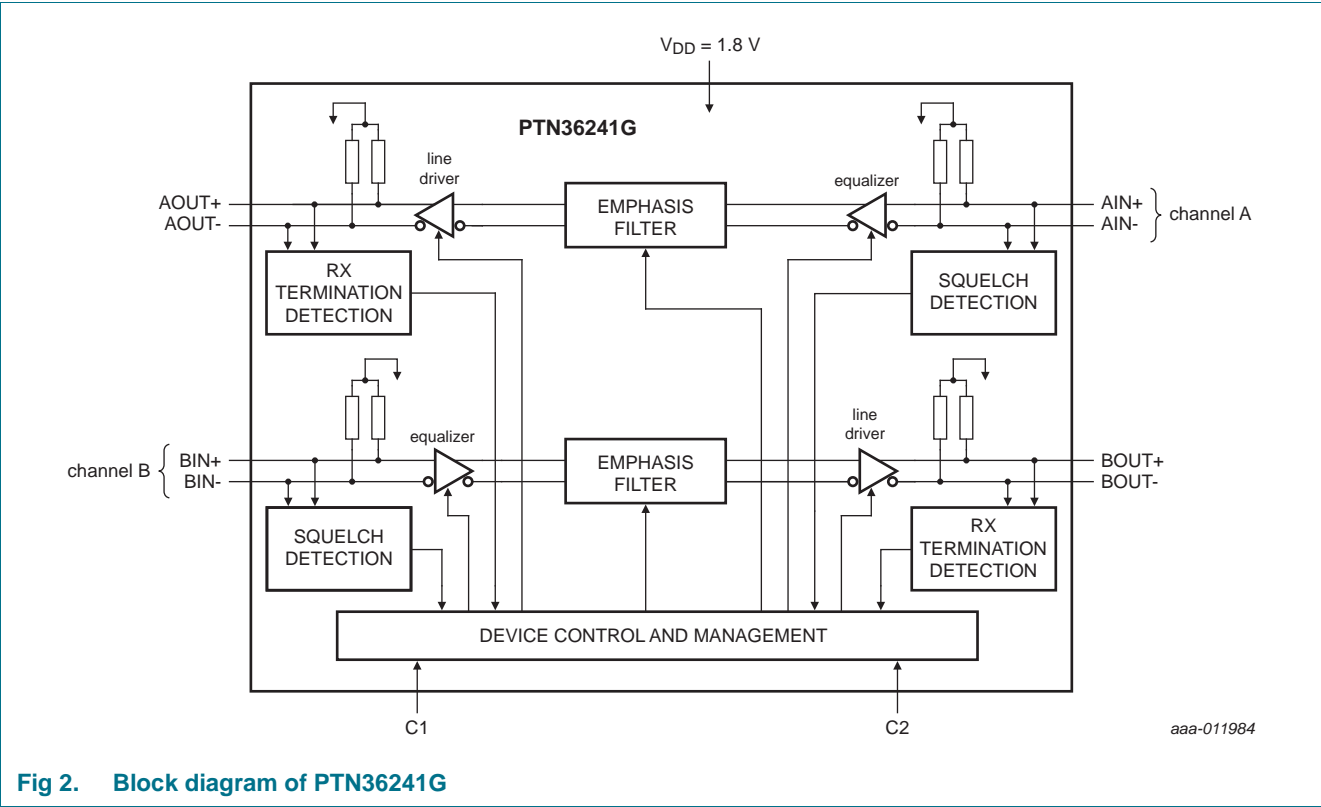 VDD = 1.8 V
PTN36241G
line
driver
equalizer
AOUT+
AOUT-
EMPHASIS
FILTER
AIN+
AIN-
channel A
RX
TERMINATION
DETECTION
SQUELCH
DETECTION
equalizer
line
driver
channel B
BIN+
BIN-
EMPHASIS
FILTER
BOUT+
BOUT-
SQUELCH
DETECTION
RX
TERMINATION
DETECTION
DEVICE CONTROL AND MANAGEMENT
C1
C2
aaa-011984
Fig 2. Block diagram of PTN36241G